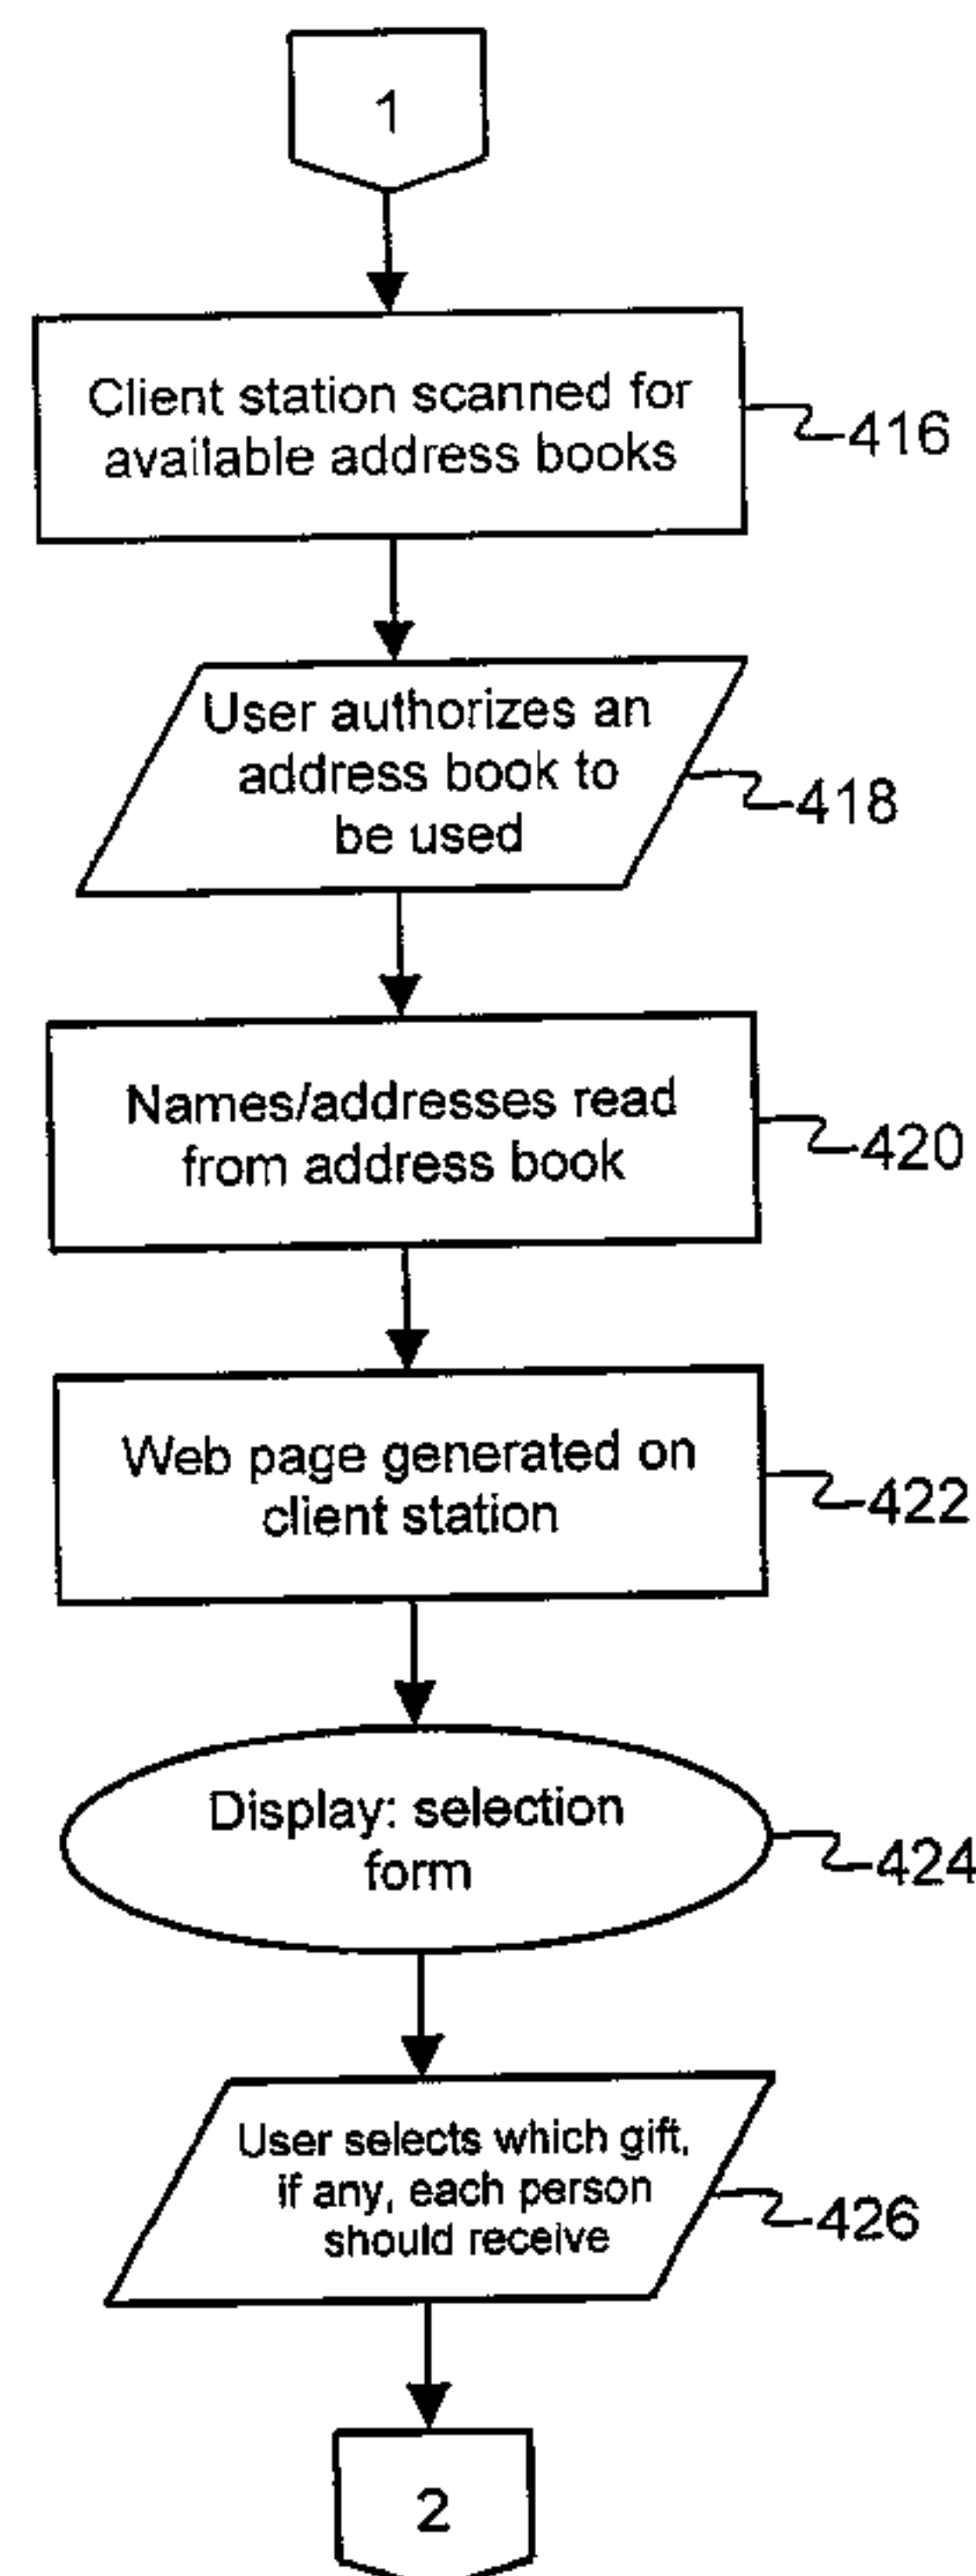 1
Client station scanned for
available address books
416
User authorizes an
address book to
be used
418
Names/addresses read
from address book
420
Web page generated on
client station
422
Display: selection
form
424
User selects which gift,
if any, each person
should receive
426
2